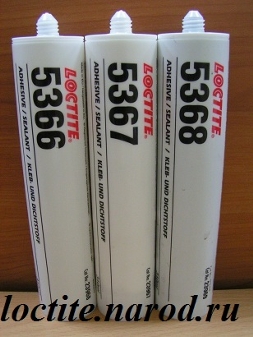 LOCTITE.
5366
ADHESIVE / SEALANT / KLEB- UND DICHTSTOFF
LOCTITE.
5367
ADHESIVE / SEALANT / KLEB- UND DICHTSTOFF
LOCTITE.
5368
ADHESIVE / SEALANT / KLEB- UND DICHTSTOFF
loctite.narod.ru